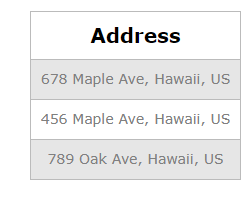 Address
678 Maple Ave, Hawaii, US
456 Maple Ave, Hawaii, US
789 Oak Ave, Hawaii, US